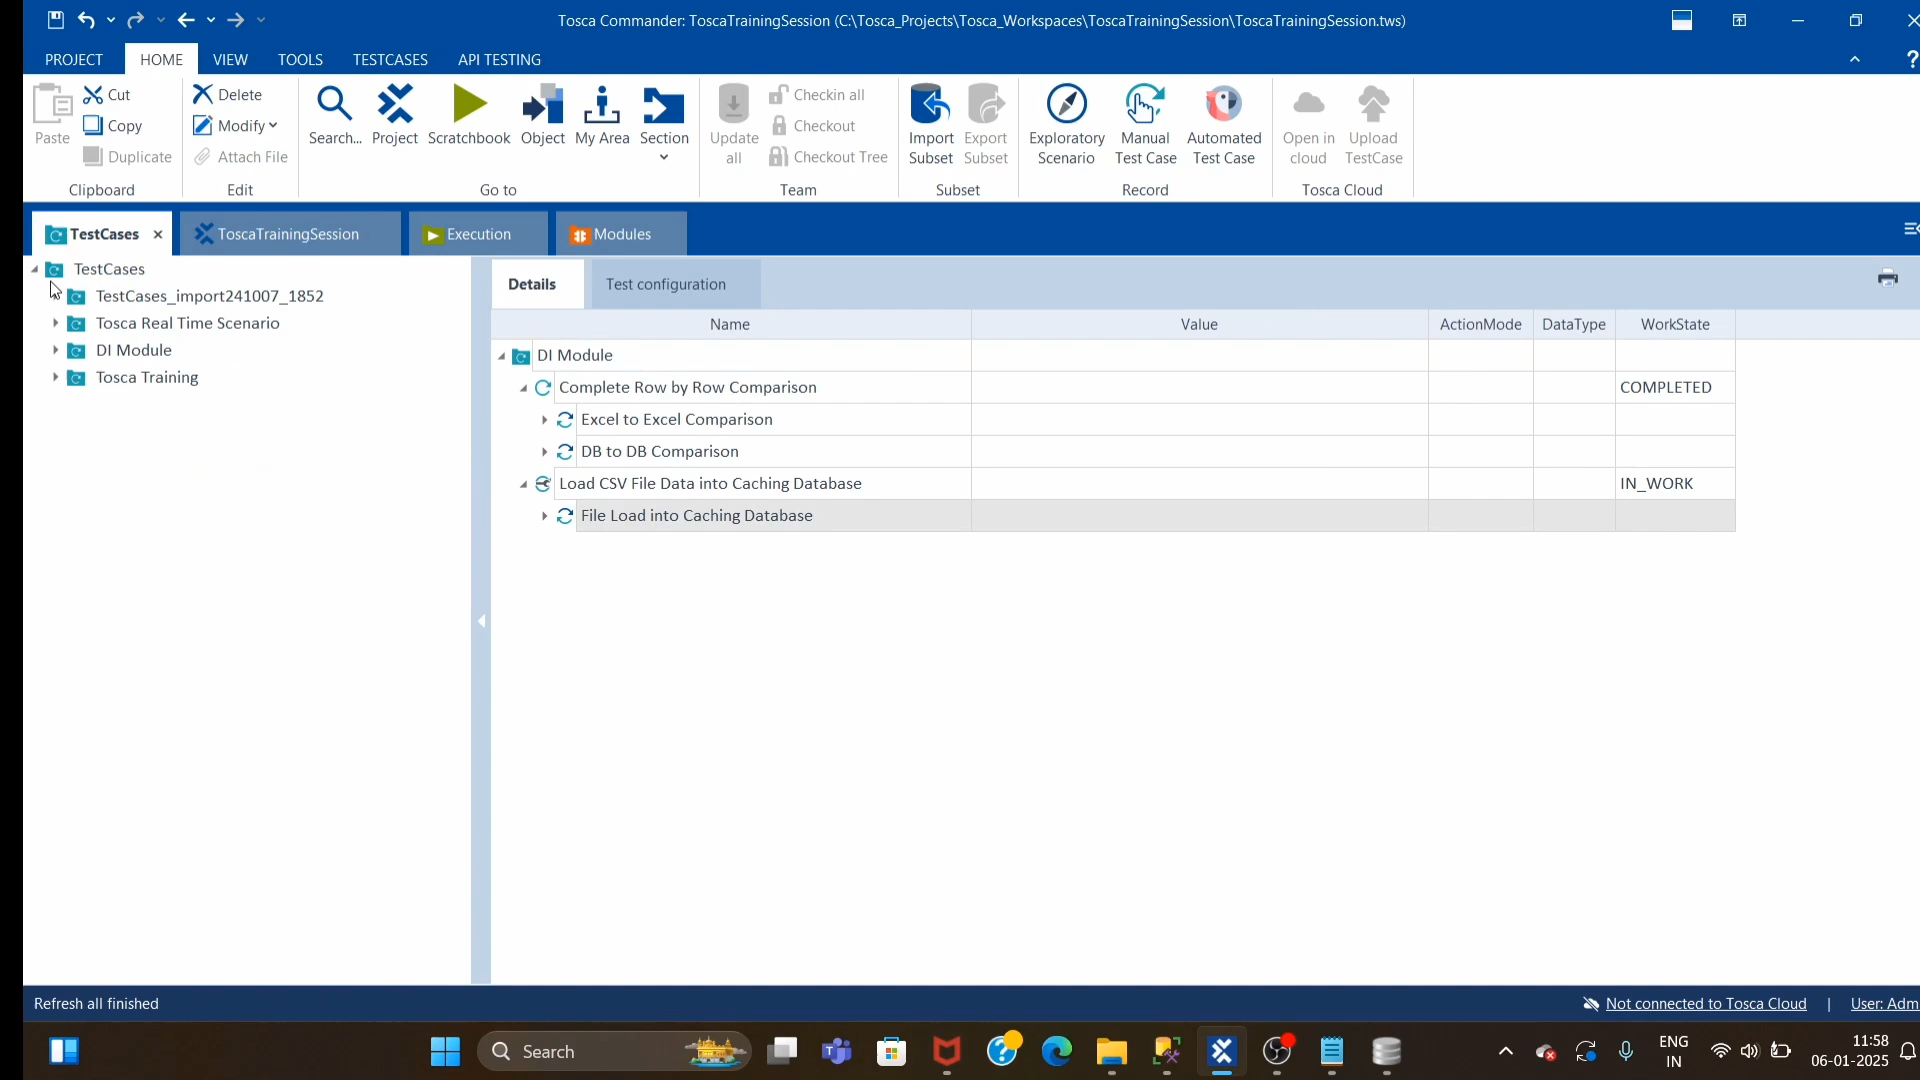 Tosca Commander: ToscaTrainingSession (C:\Tosca_Projects\Tosca_Workspaces\ToscaTrainingSession\ToscaTrainingSession.tws)
PROJECT HOME VIEW TOOLS TESTCASES API TESTING ?
Paste Cut Copy Duplicate
Clipboard
Delete Modify Attach File
Edit
Search... Project Scratchbook Object My Area Section
Go to
Update all Checkin all Checkout Checkout Tree
Team
Import Subset Export Subset
Subset
Exploratory Scenario Manual Test Case Automated Test Case
Record
Open in cloud Upload TestCase
Tosca Cloud
TestCases ToscaTrainingSession Execution Modules
TestCases
TestCases_import241007_1852
Tosca Real Time Scenario
DI Module
Tosca Training
Details Test configuration
Name Value ActionMode DataType WorkState
DI Module
Complete Row by Row Comparison COMPLETED
Excel to Excel Comparison
DB to DB Comparison
Load CSV File Data into Caching Database IN_WORK
File Load into Caching Database
Refresh all finished Not connected to Tosca Cloud | User: Adm
Search ENG IN 11:58 06-01-2025